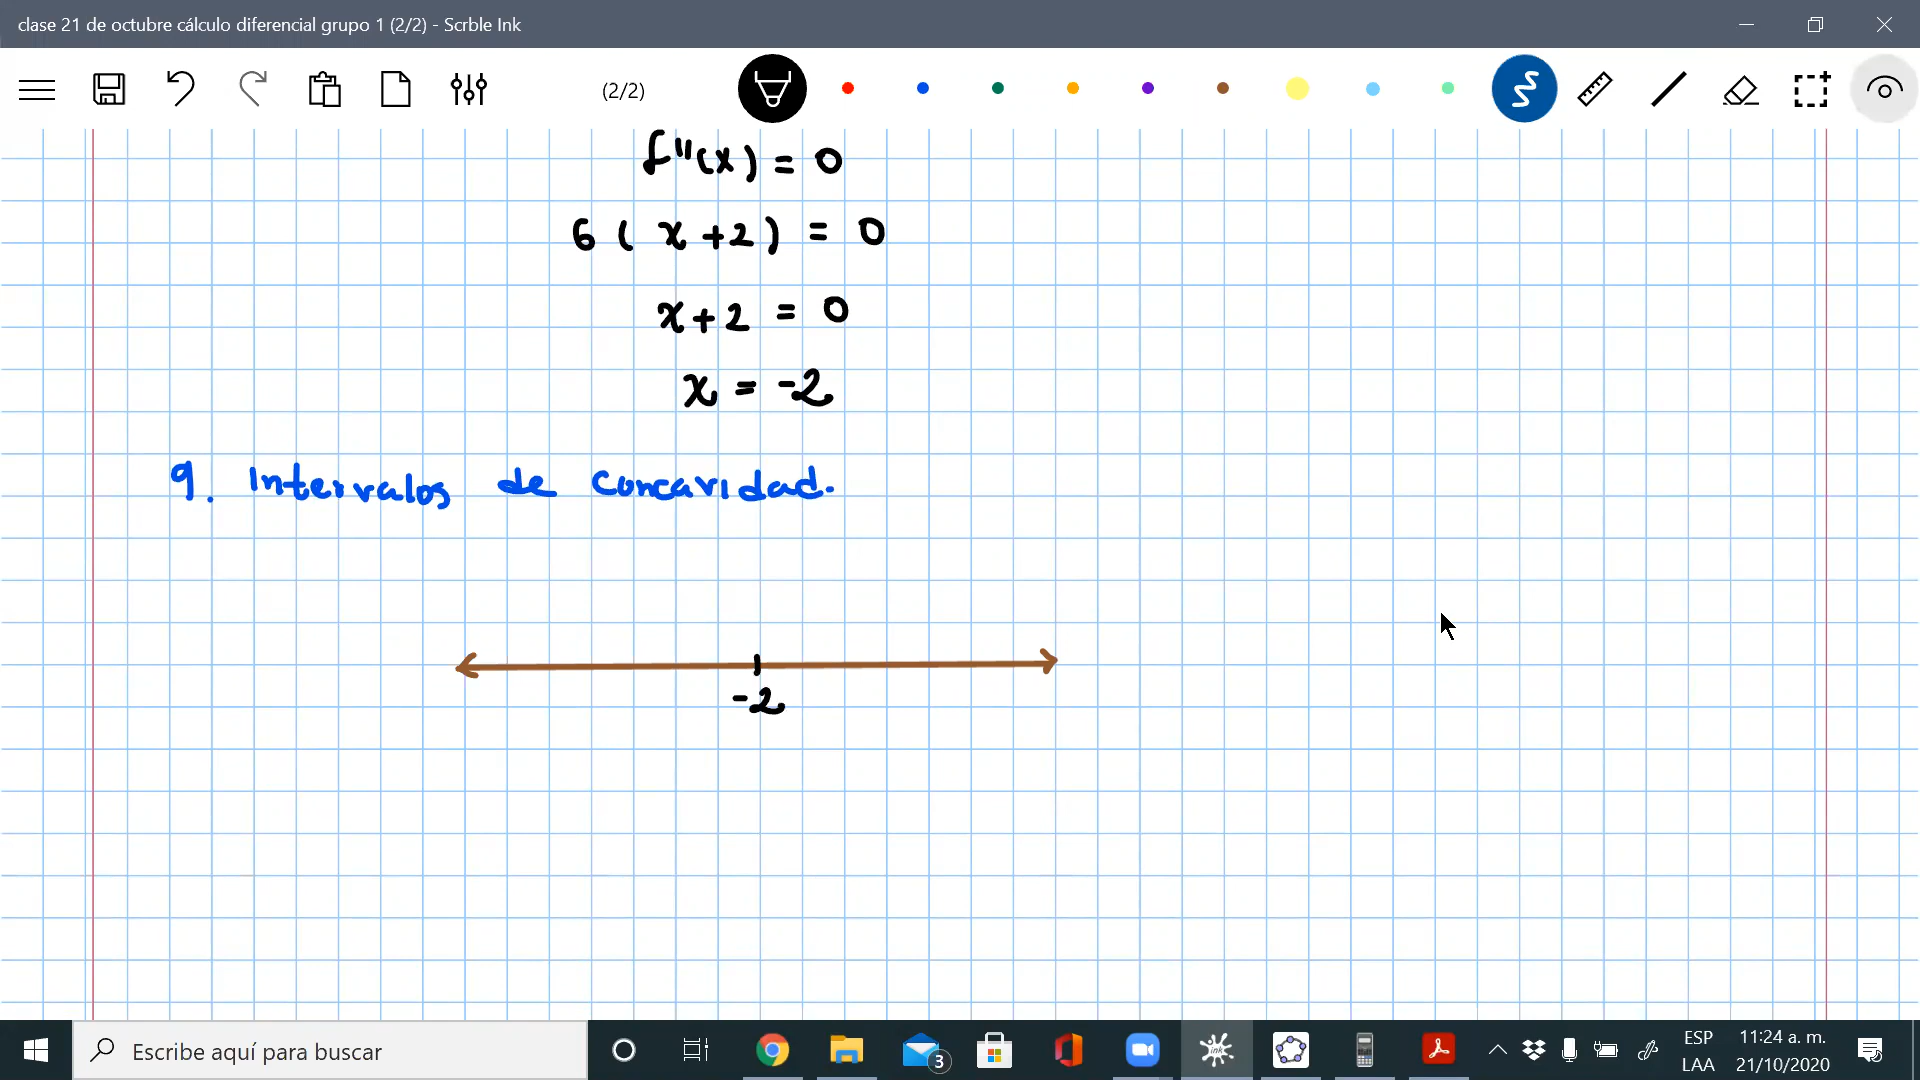 clase 21 de octubre cálculo diferencial grupo 1 (2/2) - Scrble Ink
(2/2)
f''(x) = 0
6 ( x +2 ) = 0
x + 2 = 0
x = -2
9. Intervalos de concavidad.
-2
Escribe aquí para buscar
3
ESP
LAA
11:24 a. m.
21/10/2020